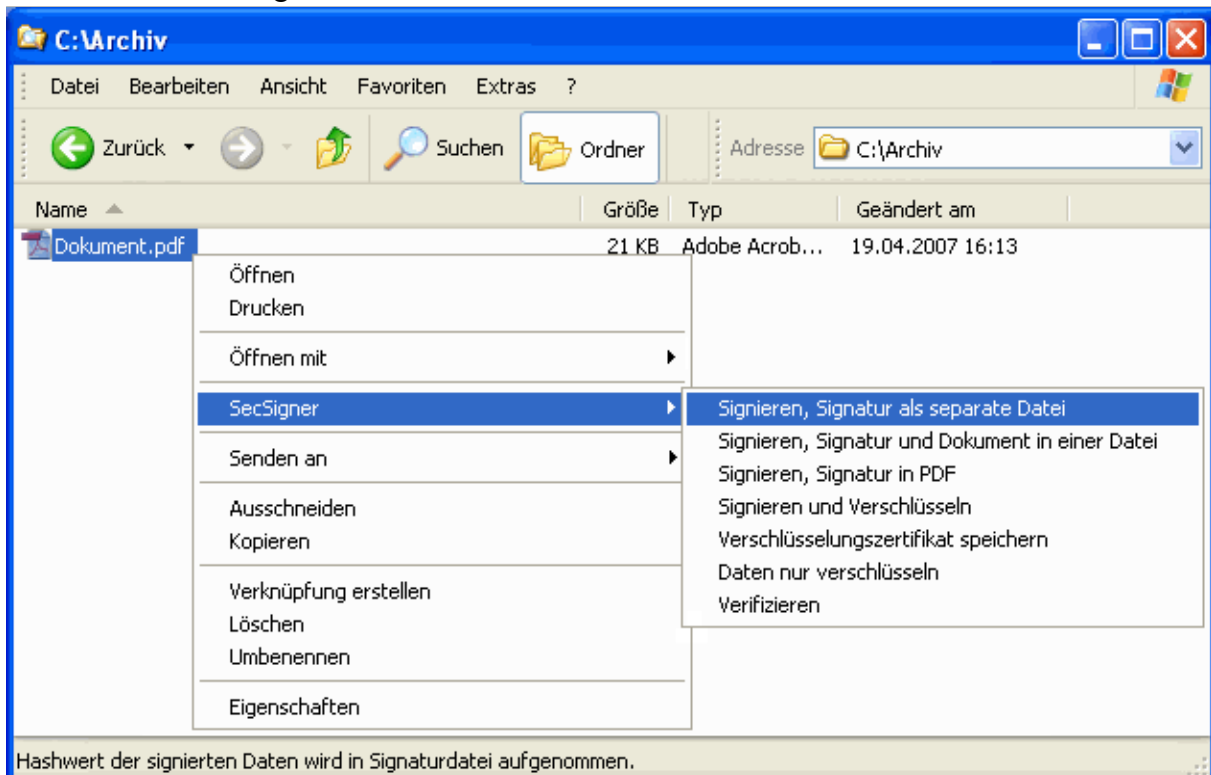 C:\Archiv
Datei Bearbeiten Ansicht Favoriten Extras ?
Zurück Suchen Ordner Adresse C:\Archiv
Name Größe Typ Geändert am
Dokument.pdf 21 KB Adobe Acrob... 19.04.2007 16:13
Öffnen
Drucken
Öffnen mit
SecSigner
Senden an
Ausschneiden
Kopieren
Verknüpfung erstellen
Löschen
Umbenennen
Eigenschaften
Signieren, Signatur als separate Datei
Signieren, Signatur und Dokument in einer Datei
Signieren, Signatur in PDF
Signieren und Verschlüsseln
Verschlüsselungszertifikat speichern
Daten nur verschlüsseln
Verifizieren
Hashwert der signierten Daten wird in Signaturdatei aufgenommen.